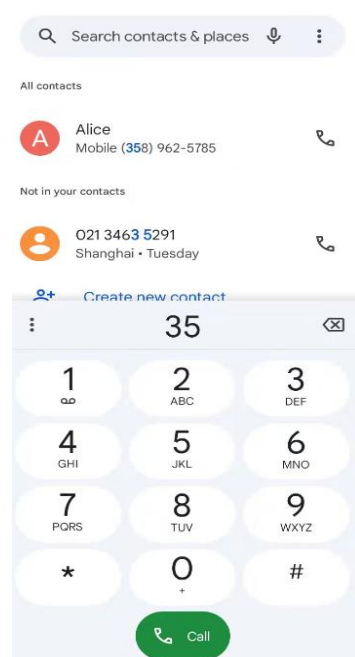 Search contacts & places
All contacts
A
Alice
Mobile (358) 962-5785
Not in your contacts
021 3463 5291
Shanghai • Tuesday
Create new contact
35
1
2
ABC
3
DEF
4
GHI
5
JKL
6
MNO
7
PQRS
8
TUV
9
WXYZ
*
0
+
#
Call